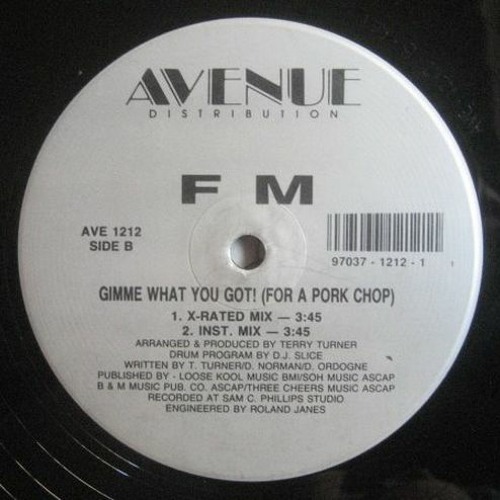 AVENUE
DISTRIBUTION
F M
AVE 1212
SIDE B
97037 - 1212 - 1
GIMME WHAT YOU GOT! (FOR A PORK CHOP)
1. X-RATED MIX — 3:45
2. INST. MIX — 3:45
ARRANGED & PRODUCED BY TERRY TURNER
DRUM PROGRAM BY D.J. SLICE
WRITTEN BY T. TURNER/D. NORMAN/D. ORDOGNE
PUBLISHED BY - LOOSE KOOL MUSIC BMI/SOH MUSIC ASCAP
B & M MUSIC PUB. CO. ASCAP/THREE CHEERS MUSIC ASCAP
RECORDED AT SAM C. PHILLIPS STUDIO
ENGINEERED BY ROLAND JANES